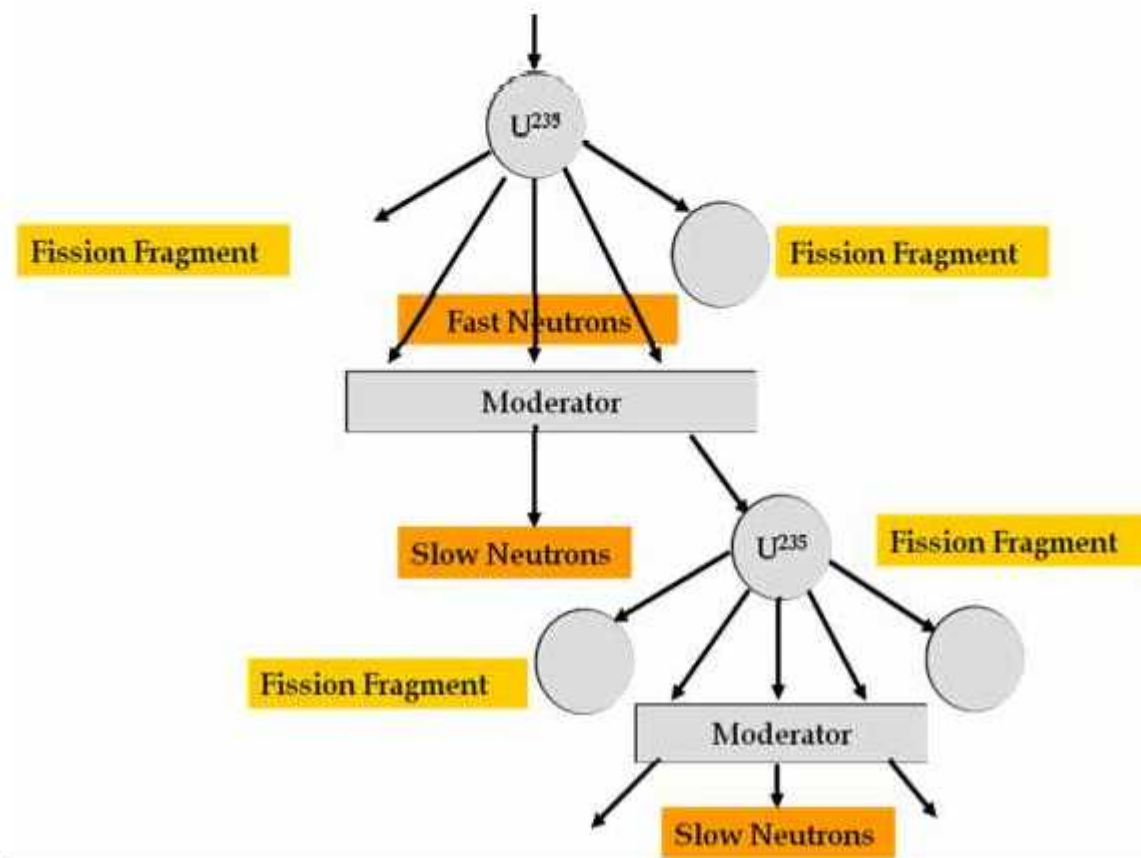 U²³⁵
Fission Fragment
Fission Fragment
Fast Neutrons
Moderator
U²³⁵
Slow Neutrons
Fission Fragment
Fission Fragment
Moderator
Slow Neutrons